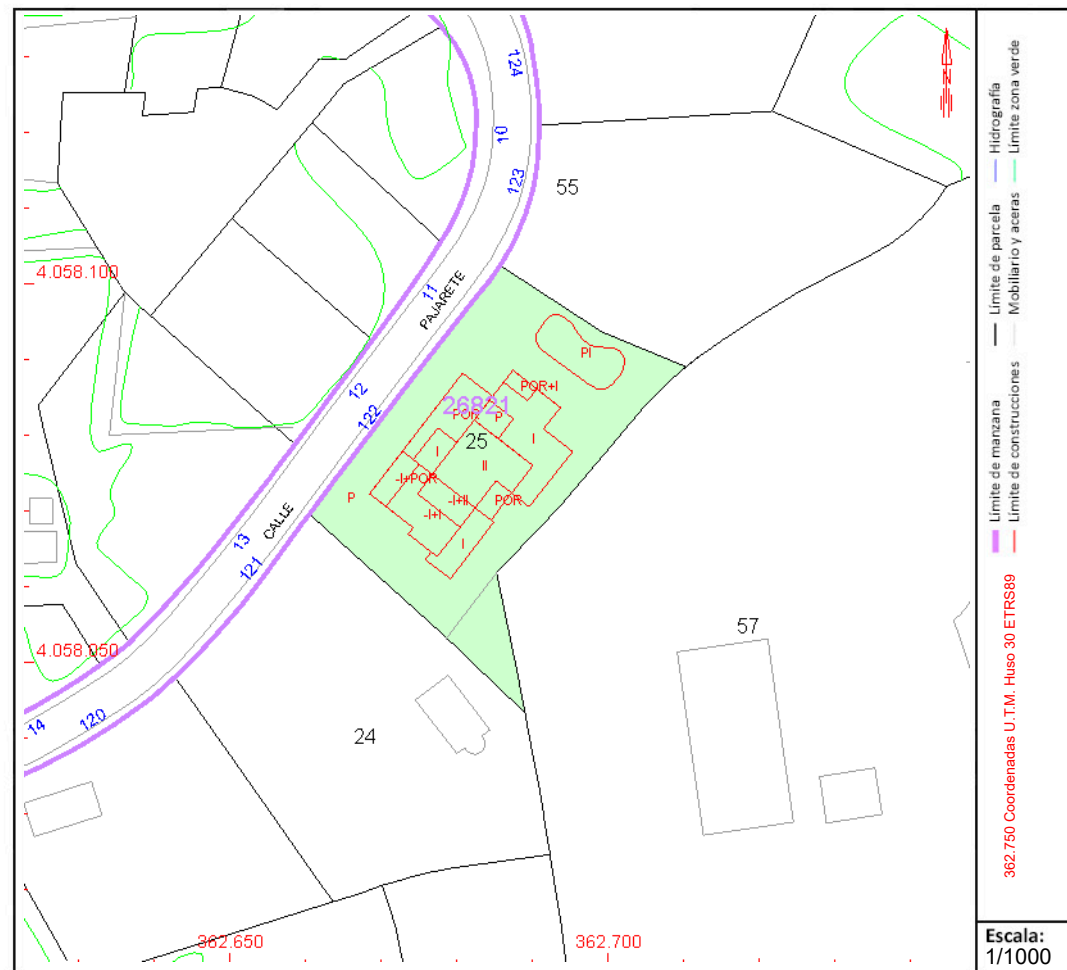 124
10
N
123
55
4.058.100
11
PAJARETE
PI
POR+I
12
26821
POR
P
122
25
I
I
II
-I+POR
P
-I+II
POR
-I+I
CALLE
13
I
121
57
4.058.050
14
120
24
362.650
362.700
Límite de manzana
Límite de parcela
Hidrografía
Límite de construcciones
Mobiliario y aceras
Límite zona verde
362.750 Coordenadas U.T.M. Huso 30 ETRS89
Escala:
1/1000